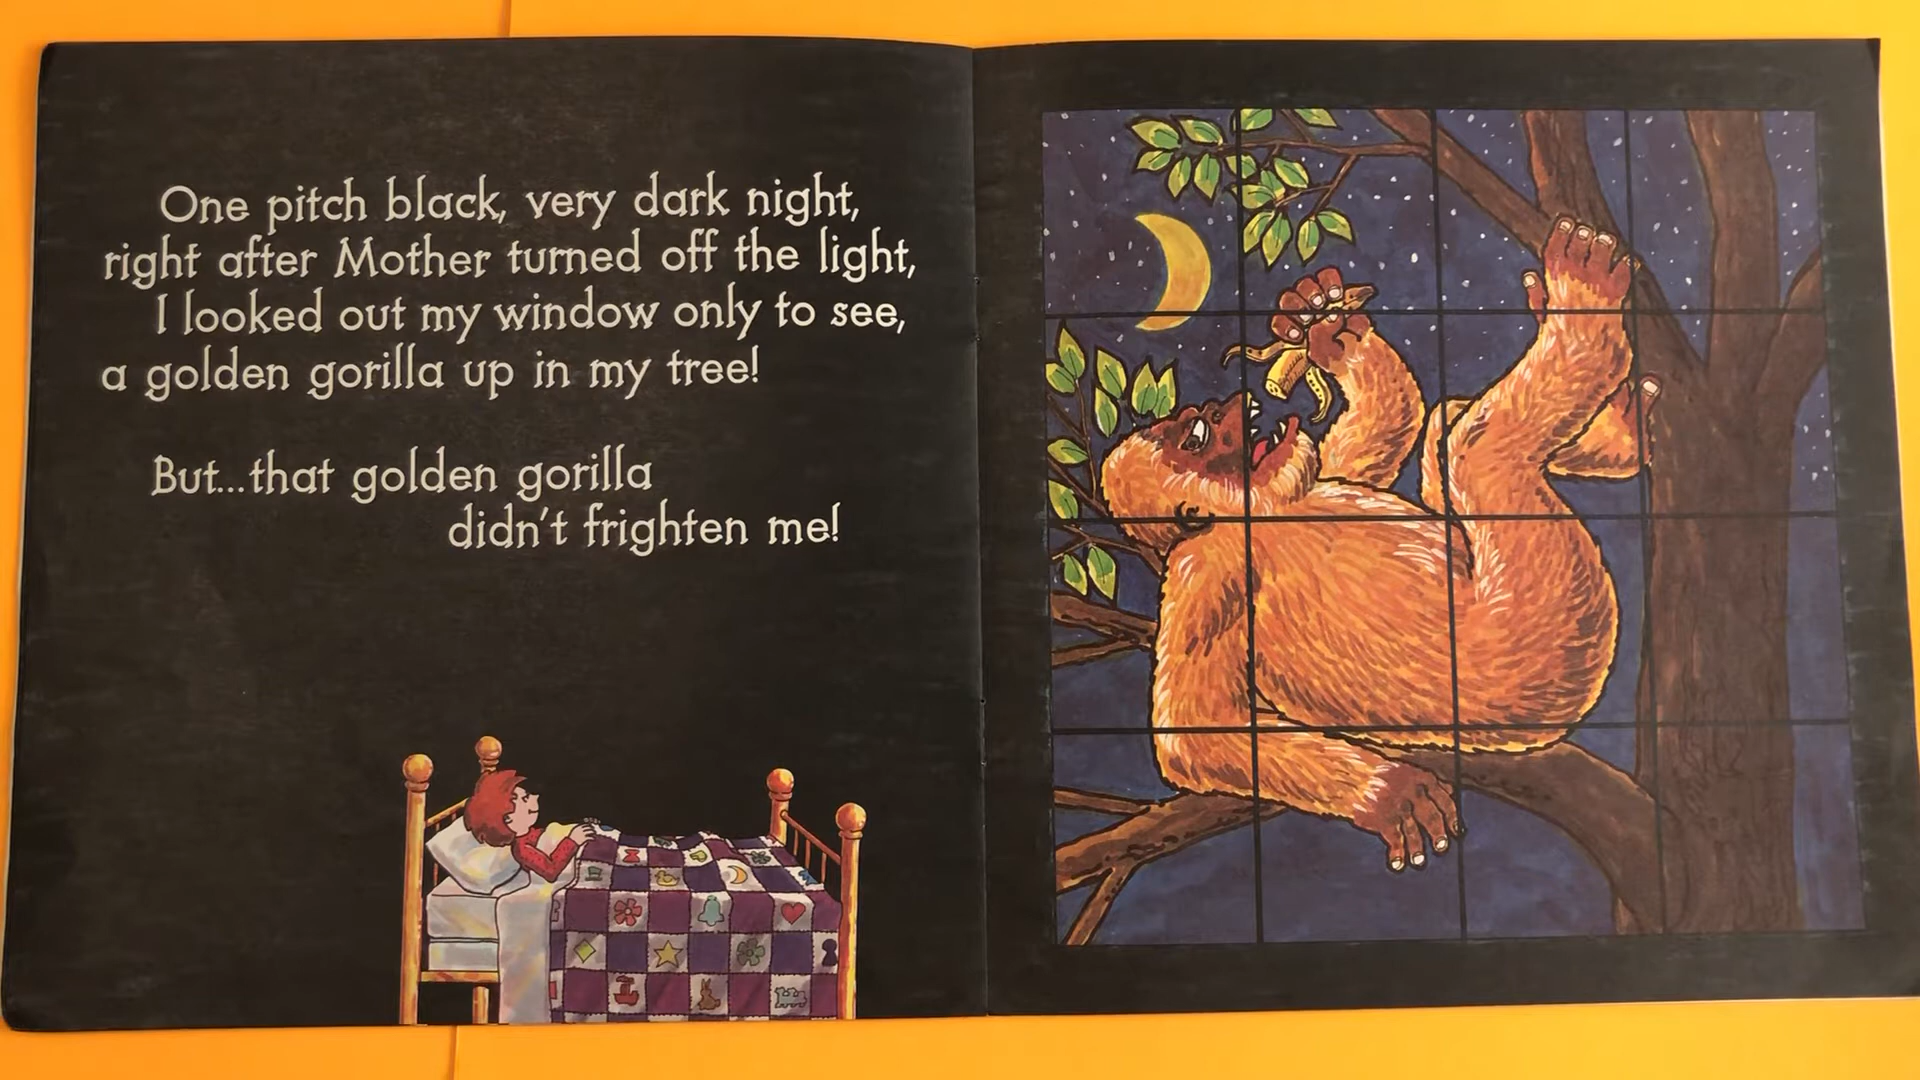 One pitch black, very dark night,
right after Mother turned off the light,
I looked out my window only to see,
a golden gorilla up in my tree!
But...that golden gorilla
didn't frighten me!